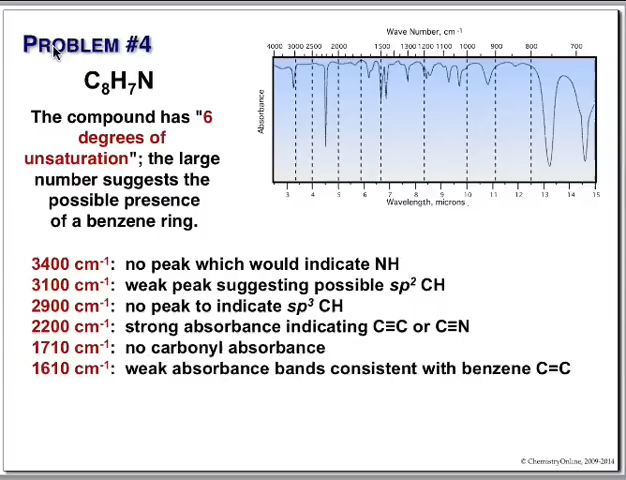 PROBLEM #4
C8H7N
The compound has "6
degrees of
unsaturation"; the large
number suggests the
possible presence
of a benzene ring.
Wave Number, cm -1
4000 3000 2500 2000 1500 1300 1200 1100 1000 900 800 700
Absorbance
3 4 5 6 7 8 9 10 11 12 13 14 15
Wavelength, microns
3400 cm-1: no peak which would indicate NH
3100 cm-1: weak peak suggesting possible sp2 CH
2900 cm-1: no peak to indicate sp3 CH
2200 cm-1: strong absorbance indicating C≡C or C≡N
1710 cm-1: no carbonyl absorbance
1610 cm-1: weak absorbance bands consistent with benzene C=C
© ChemistryOnline, 2009-2014